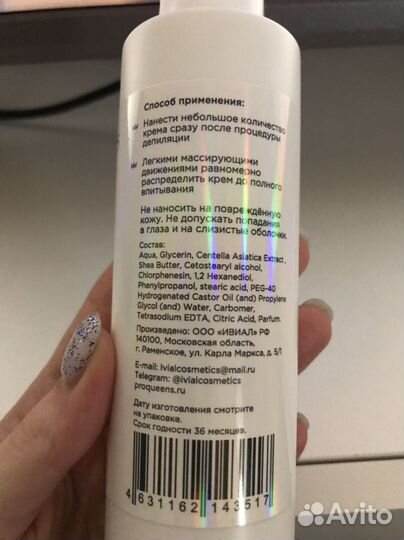 Способ применения:
Нанести небольшое количество
крема сразу после процедуры
депиляции
Легкими массирующими
движениями равномерно
распределить крем до полного
впитывания
Не наносить на повреждённую
кожу. Не допускать попадания
в глаза и на слизистые оболочки.
Состав:
Aqua, Glycerin, Centella Asiatica Extract,
Shea Butter, Cetostearyl alcohol,
Chlorphenesin, 1,2 Hexanediol,
Phenylpropanol, stearic acid, PEG-40
Hydrogenated Castor Oil (and) Propylene
Glycol (and) Water, Carbomer,
Tetrasodium EDTA, Citric Acid, Parfum.
Произведено: ООО «ИВИАЛ» РФ
140100, Московская область,
г. Раменское, ул. Карла Маркса, д. 5/1
E-mail: ivialcosmetics@mail.ru
Telegram: @ivialcosmetics
proqueens.ru
Дату изготовления смотрите
на упаковке.
Срок годности 36 месяцев.
4 631162 143517
Avito